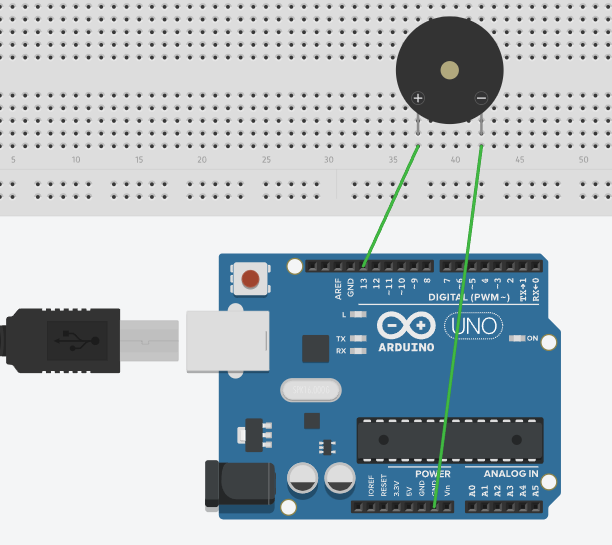 + −
5 10 15 20 25 30 35 40 45 50
AREF GND 13 12 ~11 ~10 ~9 8 7 ~6 ~5 4 ~3 2 TX→1 RX←0
DIGITAL (PWM~)
L
TX
RX
UNO
ARDUINO
ON
POWER ANALOG IN
IOREF RESET 3.3V 5V GND GND Vin A0 A1 A2 A3 A4 A5